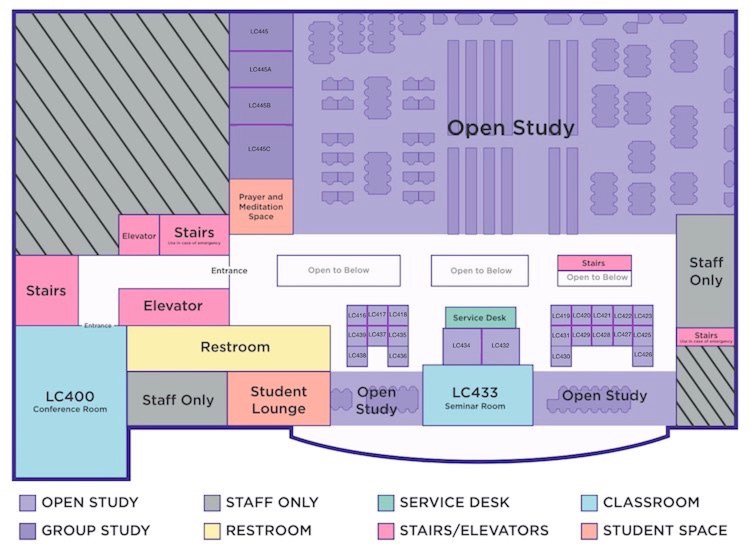 LC445
LC445A
LC445B
LC445C
Open Study
Prayer and
Meditation
Space
Elevator
Stairs
Use in case of emergency
Entrance
Open to Below
Open to Below
Stairs
Open to Below
Staff
Only
Stairs
Elevator
Entrance
Restroom
LC416
LC417
LC418
LC439
LC437
LC435
LC438
LC436
Service Desk
LC434
LC432
LC419
LC420
LC421
LC422
LC423
LC431
LC429
LC428
LC427
LC425
LC430
LC426
Stairs
Use in case of emergency
LC400
Conference Room
Staff Only
Student
Lounge
Open
Study
LC433
Seminar Room
Open Study
OPEN STUDY
STAFF ONLY
SERVICE DESK
CLASSROOM
GROUP STUDY
RESTROOM
STAIRS/ELEVATORS
STUDENT SPACE